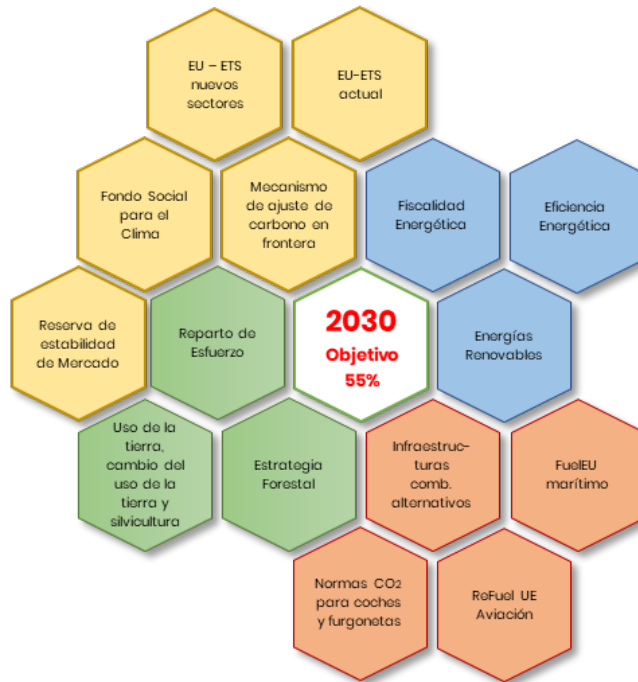 EU – ETS
nuevos
sectores
EU-ETS
actual
Fondo Social
para el
Clima
Mecanismo
de ajuste de
carbono en
frontera
Fiscalidad
Energética
Eficiencia
Energética
Reserva de
estabilidad
de Mercado
Reparto de
Esfuerzo
2030
Objetivo
55%
Energías
Renovables
Uso de la
tierra,
cambio del
uso de la
tierra y
silvicultura
Estrategia
Forestal
Infraestruc-
turas
comb.
alternativos
FuelEU
marítimo
Normas CO2
para coches
y furgonetas
ReFuel UE
Aviación